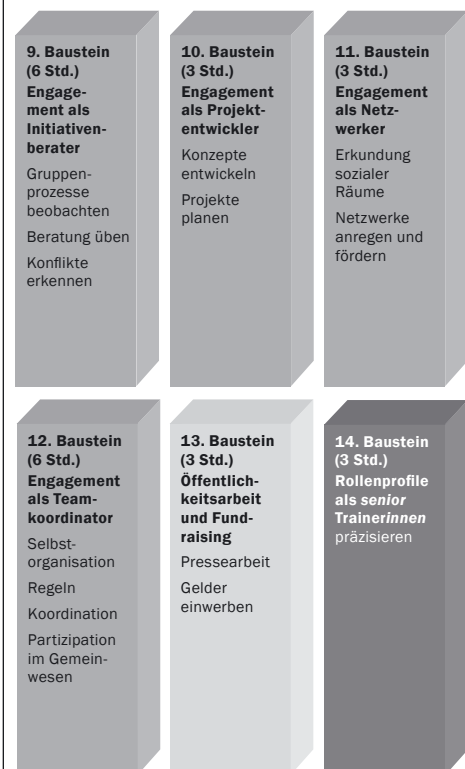 9. Baustein
(6 Std.)
Engage-
ment als
Initiativen-
berater
Gruppen-
prozesse
beobachten
Beratung üben
Konflikte
erkennen
10. Baustein
(3 Std.)
Engagement
als Projekt-
entwickler
Konzepte
entwickeln
Projekte
planen
11. Baustein
(3 Std.)
Engagement
als Netz-
werker
Erkundung
sozialer
Räume
Netzwerke
anregen und
fördern
12. Baustein
(6 Std.)
Engagement
als Team-
koordinator
Selbst-
organisation
Regeln
Koordination
Partizipation
im Gemein-
wesen
13. Baustein
(3 Std.)
Öffentlich-
keitsarbeit
und Fund-
raising
Pressearbeit
Gelder
einwerben
14. Baustein
(3 Std.)
Rollenprofile
als senior
Trainerinnen
präzisieren